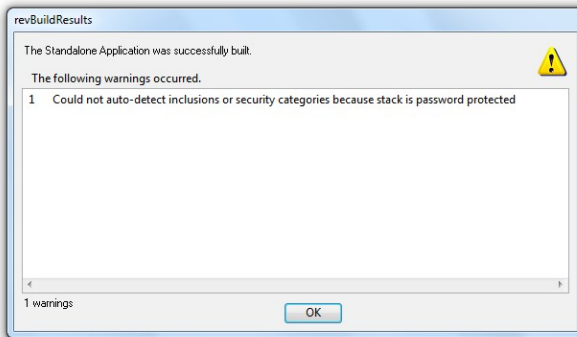 revBuildResults
The Standalone Application was successfully built.
The following warnings occurred.
1 Could not auto-detect inclusions or security categories because stack is password protected
1 warnings
OK